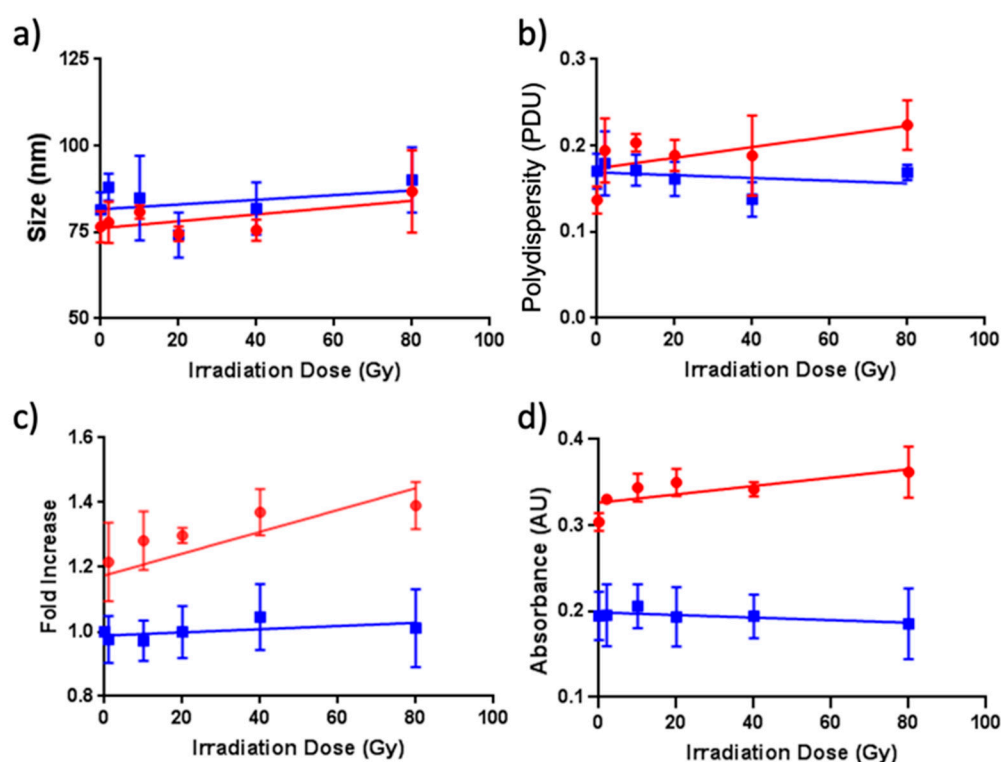 a)
Size (nm)
125
100
75
50
0 20 40 60 80 100
Irradiation Dose (Gy)
b)
Polydispersity (PDU)
0.3
0.2
0.1
0.0
0 20 40 60 80 100
Irradiation Dose (Gy)
c)
Fold Increase
1.6
1.4
1.2
1.0
0.8
0 20 40 60 80 100
Irradiation Dose (Gy)
d)
Absorbance (AU)
0.4
0.3
0.2
0.1
0 20 40 60 80 100
Irradiation Dose (Gy)